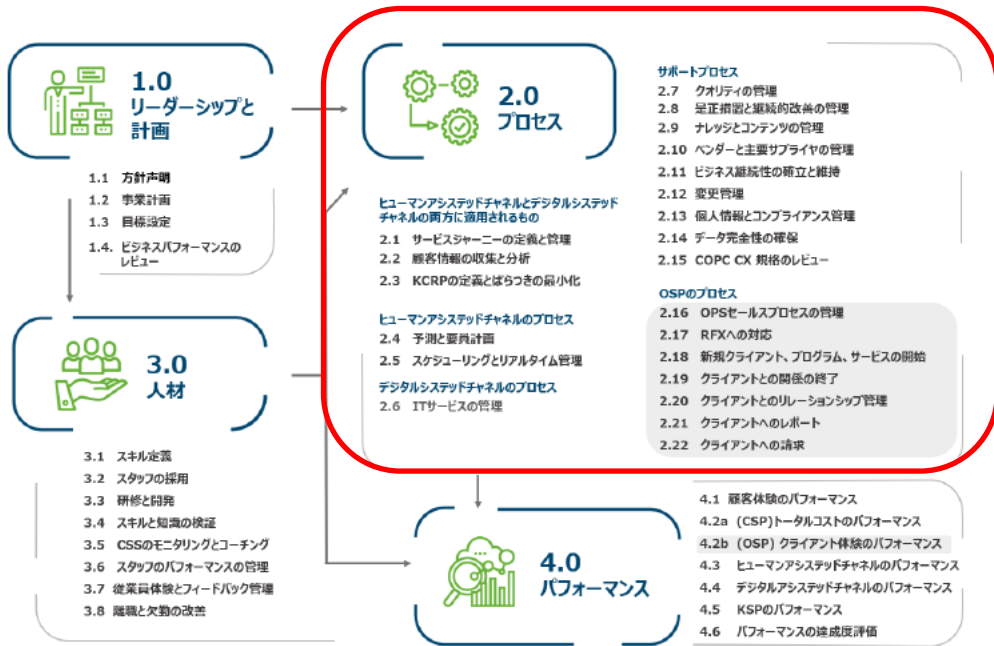 1.0
リーダーシップと
計画
1.1 方針声明
1.2 事業計画
1.3 目標設定
1.4. ビジネスパフォーマンスの
レビュー
2.0
プロセス
ヒューマンアシステッドチャネルとデジタルシステッド
チャネルの両方に適用されるもの
2.1 サービスジャーニーの定義と管理
2.2 顧客情報の収集と分析
2.3 KCRPの定義とばらつきの最小化
ヒューマンアシステッドチャネルのプロセス
2.4 予測と要員計画
2.5 スケジューリングとリアルタイム管理
デジタルシステッドチャネルのプロセス
2.6 ITサービスの管理
サポートプロセス
2.7 クオリティの管理
2.8 是正措置と継続的改善の管理
2.9 ナレッジとコンテンツの管理
2.10 ベンダーと主要サプライヤの管理
2.11 ビジネス継続性の確立と維持
2.12 変更管理
2.13 個人情報とコンプライアンス管理
2.14 データ完全性の確保
2.15 COPC CX 規格のレビュー
OSPのプロセス
2.16 OPSセールスプロセスの管理
2.17 RFXへの対応
2.18 新規クライアント、プログラム、サービスの開始
2.19 クライアントとの関係の終了
2.20 クライアントとのリレーションシップ管理
2.21 クライアントへのレポート
2.22 クライアントへの請求
3.0
人材
3.1 スキル定義
3.2 スタッフの採用
3.3 研修と開発
3.4 スキルと知識の検証
3.5 CSSのモニタリングとコーチング
3.6 スタッフのパフォーマンスの管理
3.7 従業員体験とフィードバック管理
3.8 離職と欠勤の改善
4.0
パフォーマンス
4.1 顧客体験のパフォーマンス
4.2a (CSP)トータルコストのパフォーマンス
4.2b (OSP) クライアント体験のパフォーマンス
4.3 ヒューマンアシステッドチャネルのパフォーマンス
4.4 デジタルアシステッドチャネルのパフォーマンス
4.5 KSPのパフォーマンス
4.6 パフォーマンスの達成度評価